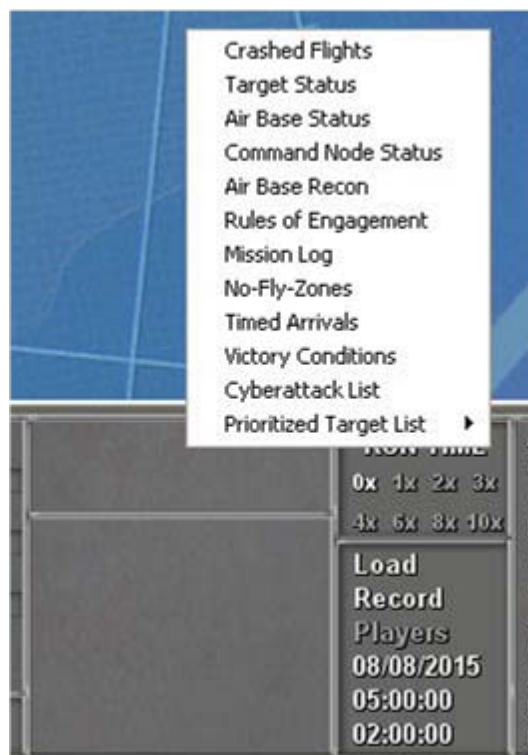 Crashed Flights
Target Status
Air Base Status
Command Node Status
Air Base Recon
Rules of Engagement
Mission Log
No-Fly-Zones
Timed Arrivals
Victory Conditions
Cyberattack List
Prioritized Target List
RUN TIME
0x 1x 2x 3x
4x 6x 8x 10x
Load
Record
Players
08/08/2015
05:00:00
02:00:00